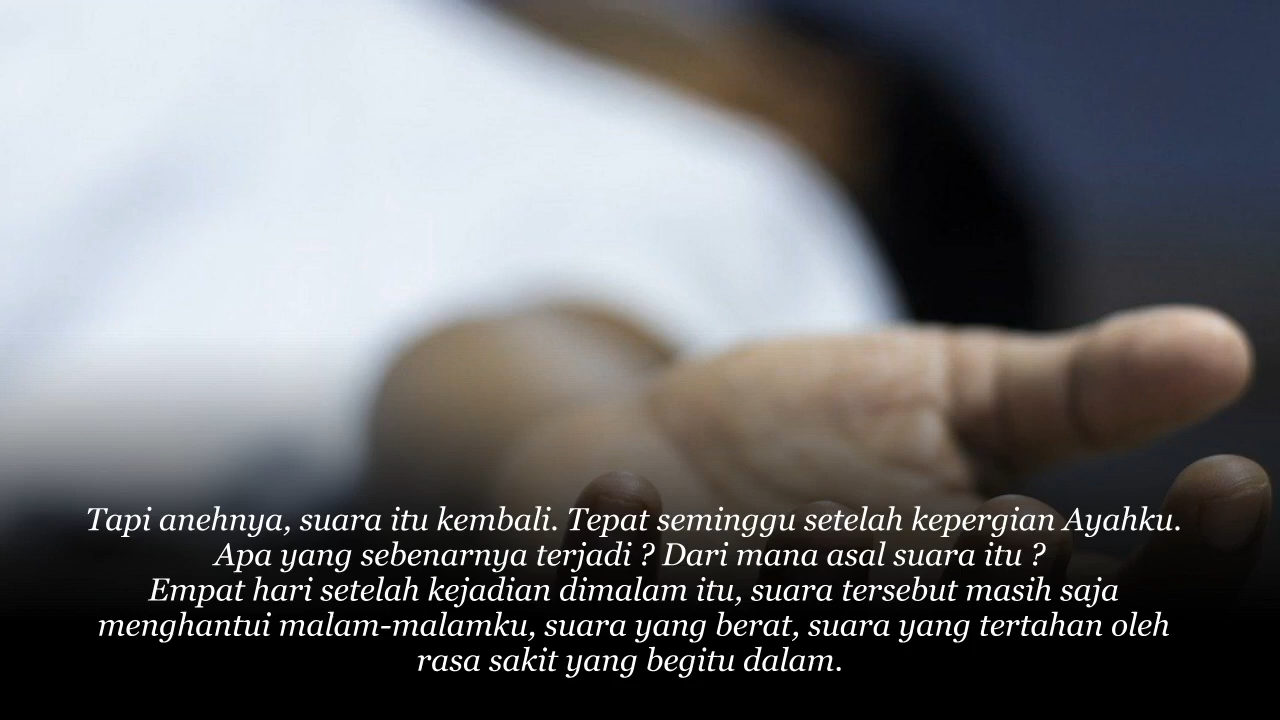 Tapi anehnya, suara itu kembali. Tepat seminggu setelah kepergian Ayahku.
Apa yang sebenarnya terjadi ? Dari mana asal suara itu ?
Empat hari setelah kejadian dimalam itu, suara tersebut masih saja
menghantui malam-malamku, suara yang berat, suara yang tertahan oleh
rasa sakit yang begitu dalam.